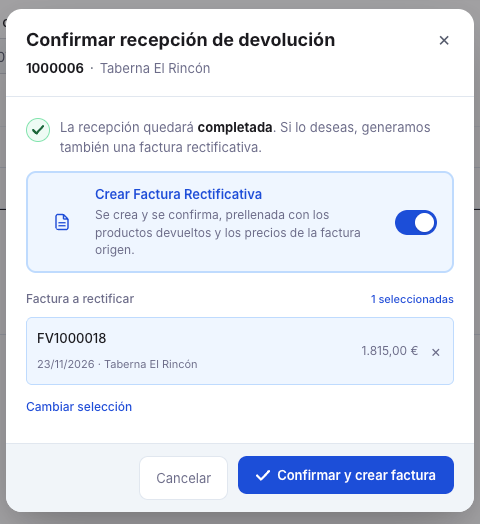 Confirmar recepción de devolución
1000006 · Taberna El Rincón
La recepción quedará completada. Si lo deseas, generamos
también una factura rectificativa.
Crear Factura Rectificativa
Se crea y se confirma, prellenada con los
productos devueltos y los precios de la factura
origen.
Factura a rectificar
1 seleccionadas
FV1000018
23/11/2026 · Taberna El Rincón
1.815,00 €
Cambiar selección
Cancelar
Confirmar y crear factura